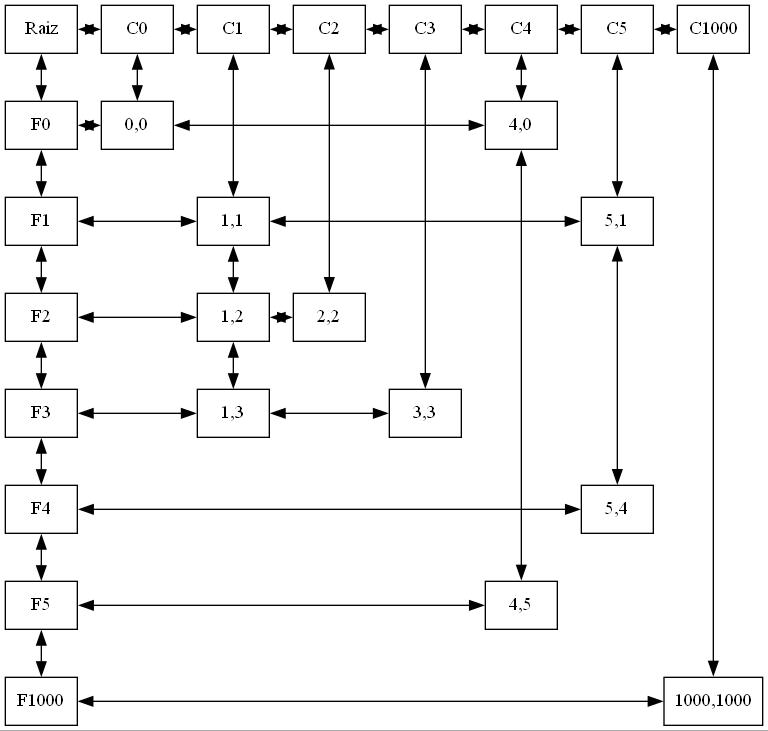 Raiz C0 C1 C2 C3 C4 C5 C1000
F0 0,0 4,0
F1 1,1 5,1
F2 1,2 2,2
F3 1,3 3,3
F4 5,4
F5 4,5
F1000 1000,1000